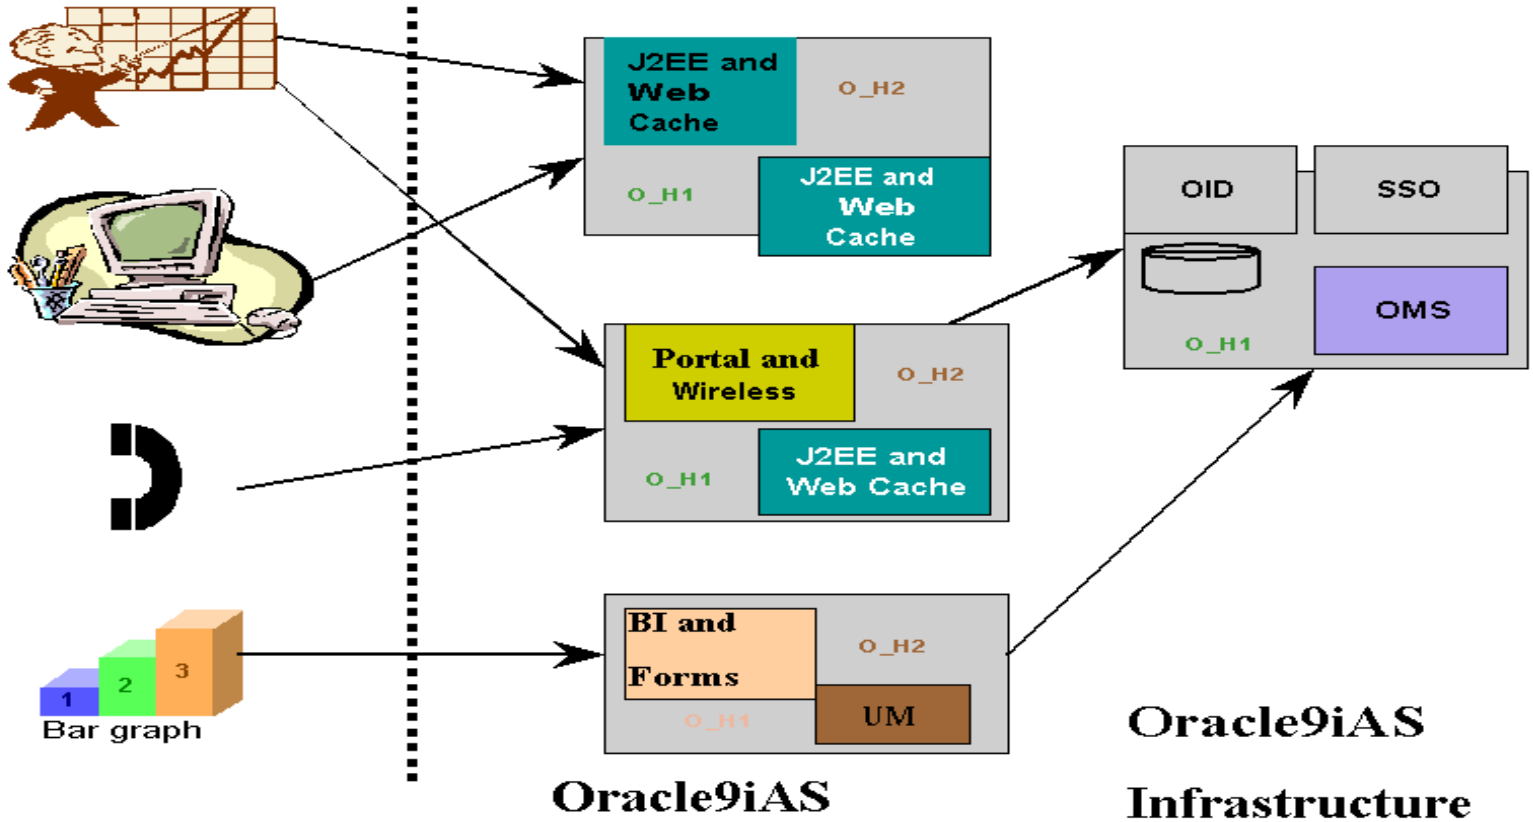 J2EE and
Web
Cache
O_H2
O_H1
J2EE and
Web
Cache
Portal and
Wireless
O_H2
O_H1
J2EE and
Web Cache
BI and
Forms
O_H2
O_H1
UM
1
2
3
Bar graph
OID
SSO
O_H1
OMS
Oracle9iAS
Oracle9iAS
Infrastructure